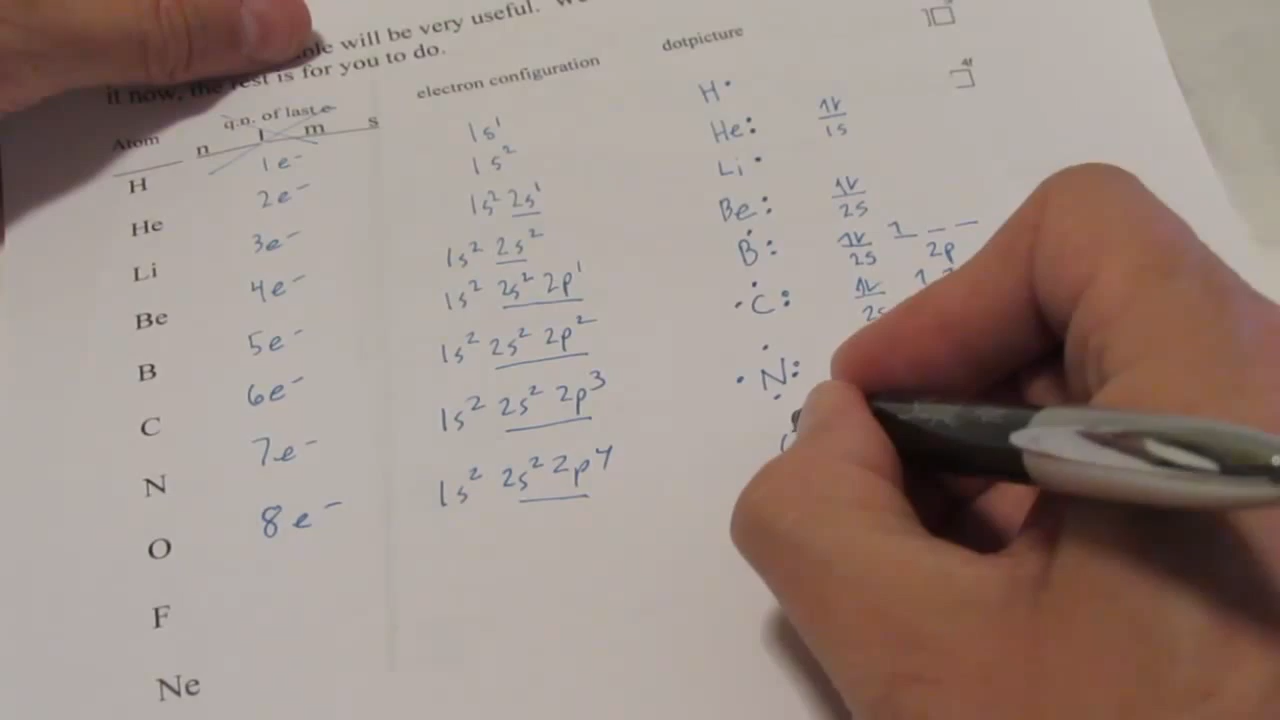 will be very useful.
it now, the rest is for you to do.
Atom q.n. of last e- electron configuration dotpicture
n l m s
H 1e- 1s¹ H·
He 2e- 1s² He: 1s
Li 3e- 1s² 2s¹ Li·
Be 4e- 1s² 2s² Be: 2s
B 5e- 1s² 2s² 2p¹ B: 2s 2p
C 6e- 1s² 2s² 2p² C:
N 7e- 1s² 2s² 2p³ N:
O 8e- 1s² 2s² 2p⁴
F
Ne